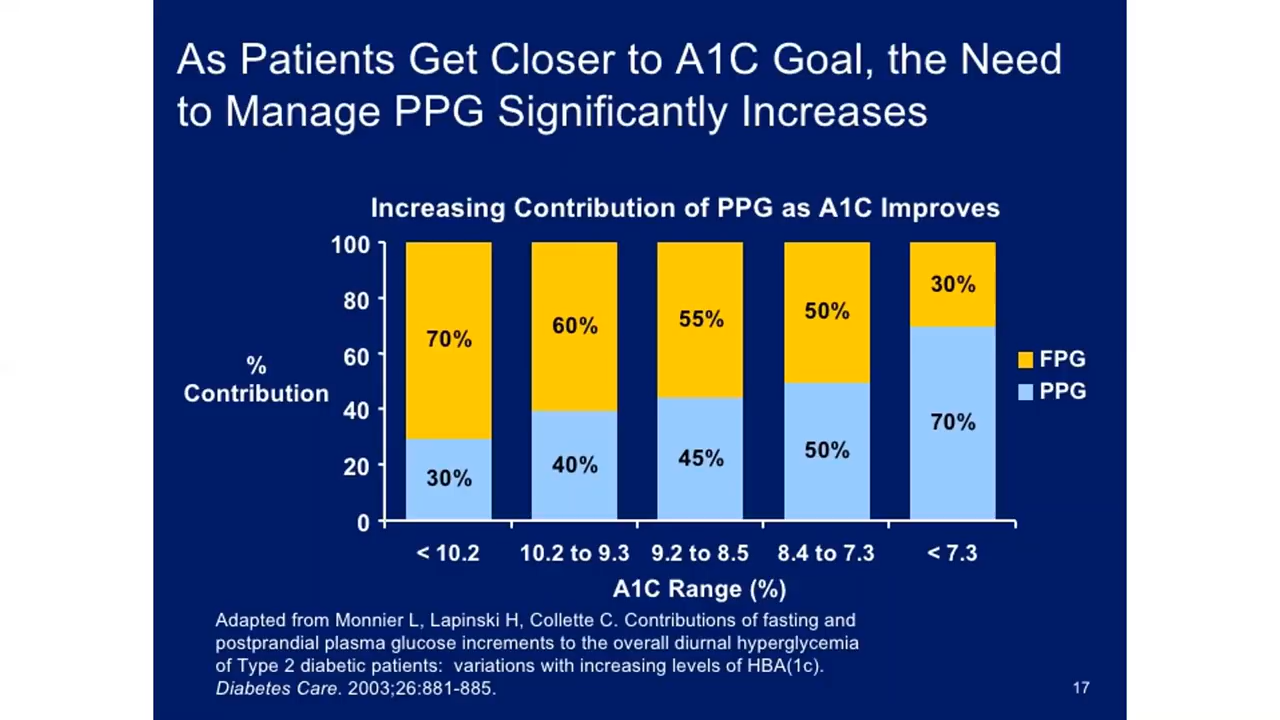 As Patients Get Closer to A1C Goal, the Need
to Manage PPG Significantly Increases
Increasing Contribution of PPG as A1C Improves
100
80
60
40
20
0
%
Contribution
70%
60%
55%
50%
30%
30%
40%
45%
50%
70%
FPG
PPG
< 10.2
10.2 to 9.3
9.2 to 8.5
8.4 to 7.3
< 7.3
A1C Range (%)
Adapted from Monnier L, Lapinski H, Collette C. Contributions of fasting and
postprandial plasma glucose increments to the overall diurnal hyperglycemia
of Type 2 diabetic patients: variations with increasing levels of HBA(1c).
Diabetes Care. 2003;26:881-885.
17